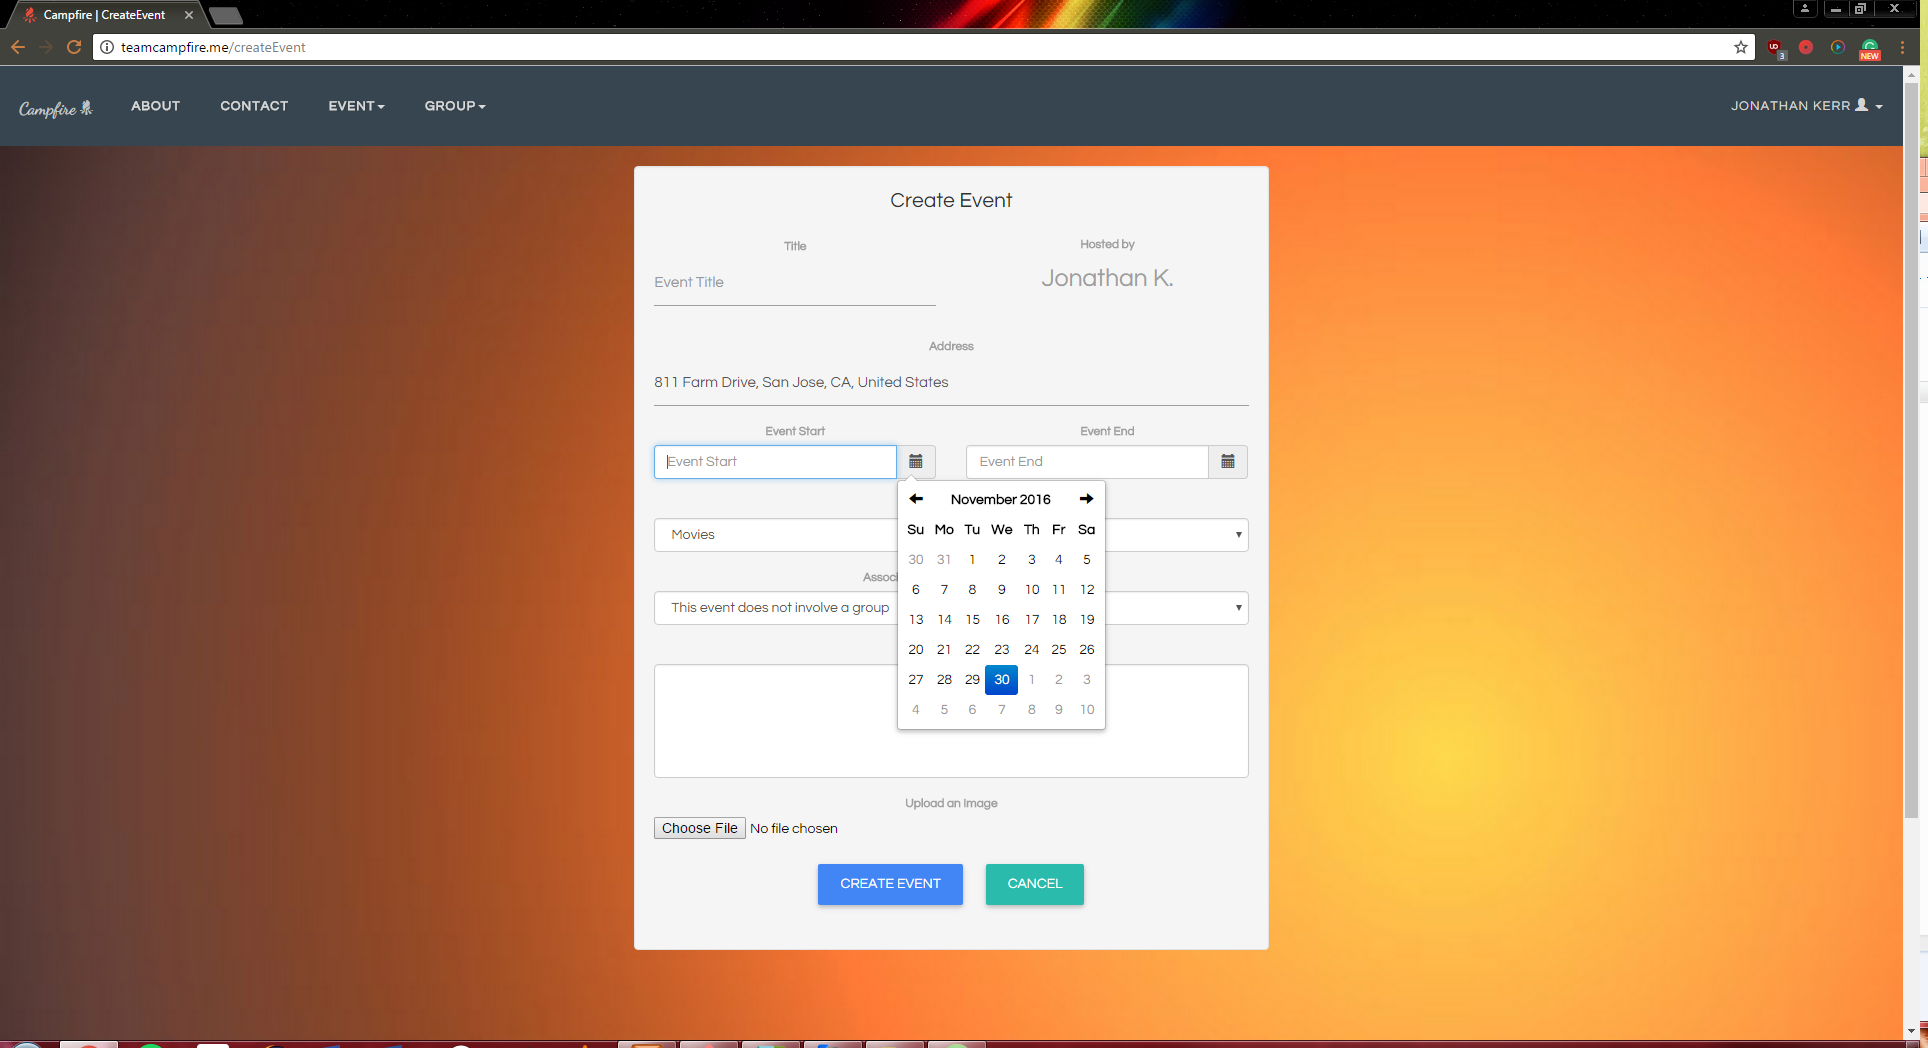 Campfire | CreateEvent
teamcampfire.me/createEvent
3
NEW
Campfire
ABOUT
CONTACT
EVENT
GROUP
JONATHAN KERR
Create Event
Title
Hosted by
Event Title
Jonathan K.
Address
811 Farm Drive, San Jose, CA, United States
Event Start
Event End
Event Start
Event End
November 2016
Su Mo Tu We Th Fr Sa
30 31 1 2 3 4 5
6 7 8 9 10 11 12
13 14 15 16 17 18 19
20 21 22 23 24 25 26
27 28 29 30 1 2 3
4 5 6 7 8 9 10
Movies
Associ
This event does not involve a group
Upload an Image
Choose File No file chosen
CREATE EVENT
CANCEL